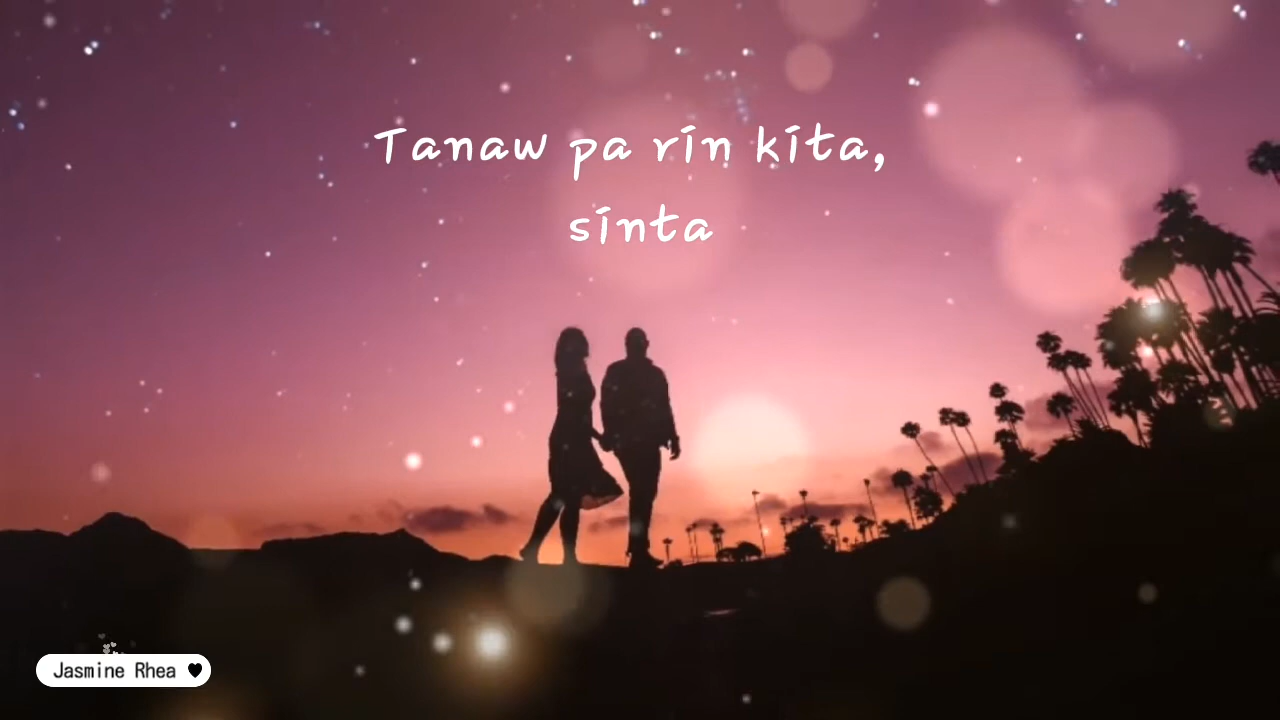 Tanaw pa rin kita,
sinta
Jasmine Rhea ♥